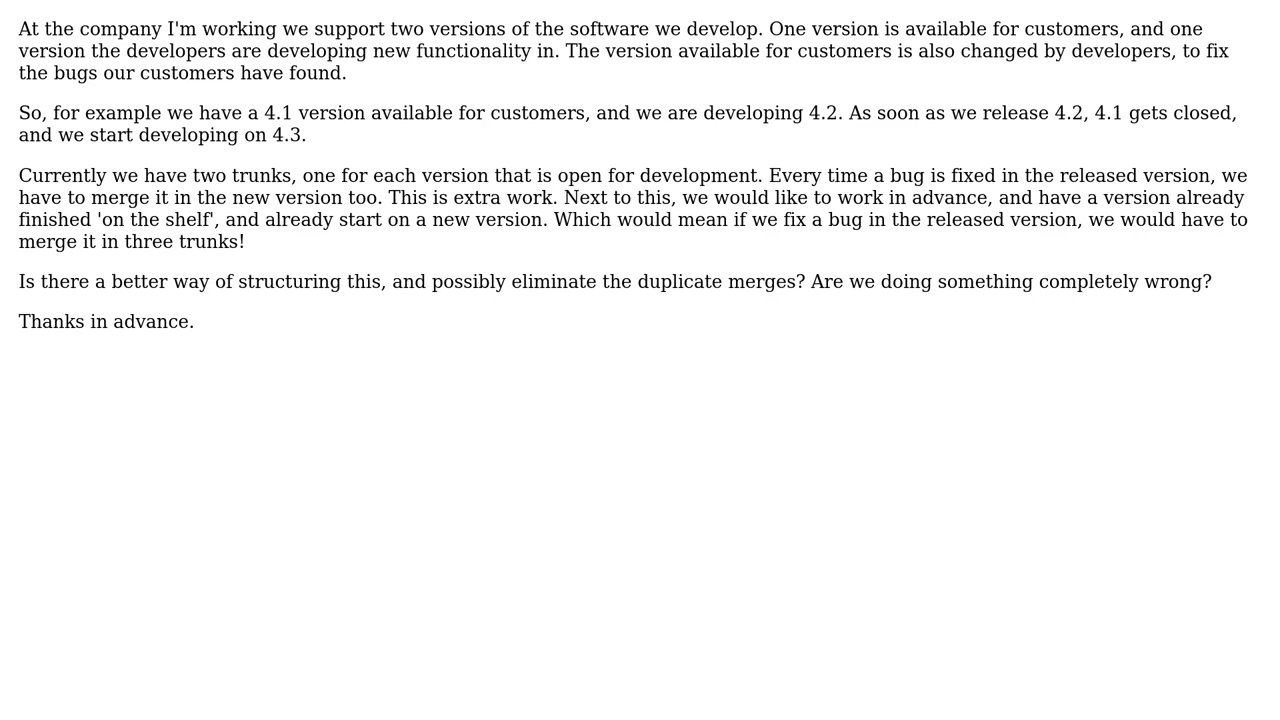 At the company I'm working we support two versions of the software we develop. One version is available for customers, and one
version the developers are developing new functionality in. The version available for customers is also changed by developers, to fix
the bugs our customers have found.
So, for example we have a 4.1 version available for customers, and we are developing 4.2. As soon as we release 4.2, 4.1 gets closed,
and we start developing on 4.3.
Currently we have two trunks, one for each version that is open for development. Every time a bug is fixed in the released version, we
have to merge it in the new version too. This is extra work. Next to this, we would like to work in advance, and have a version already
finished 'on the shelf', and already start on a new version. Which would mean if we fix a bug in the released version, we would have to
merge it in three trunks!
Is there a better way of structuring this, and possibly eliminate the duplicate merges? Are we doing something completely wrong?
Thanks in advance.